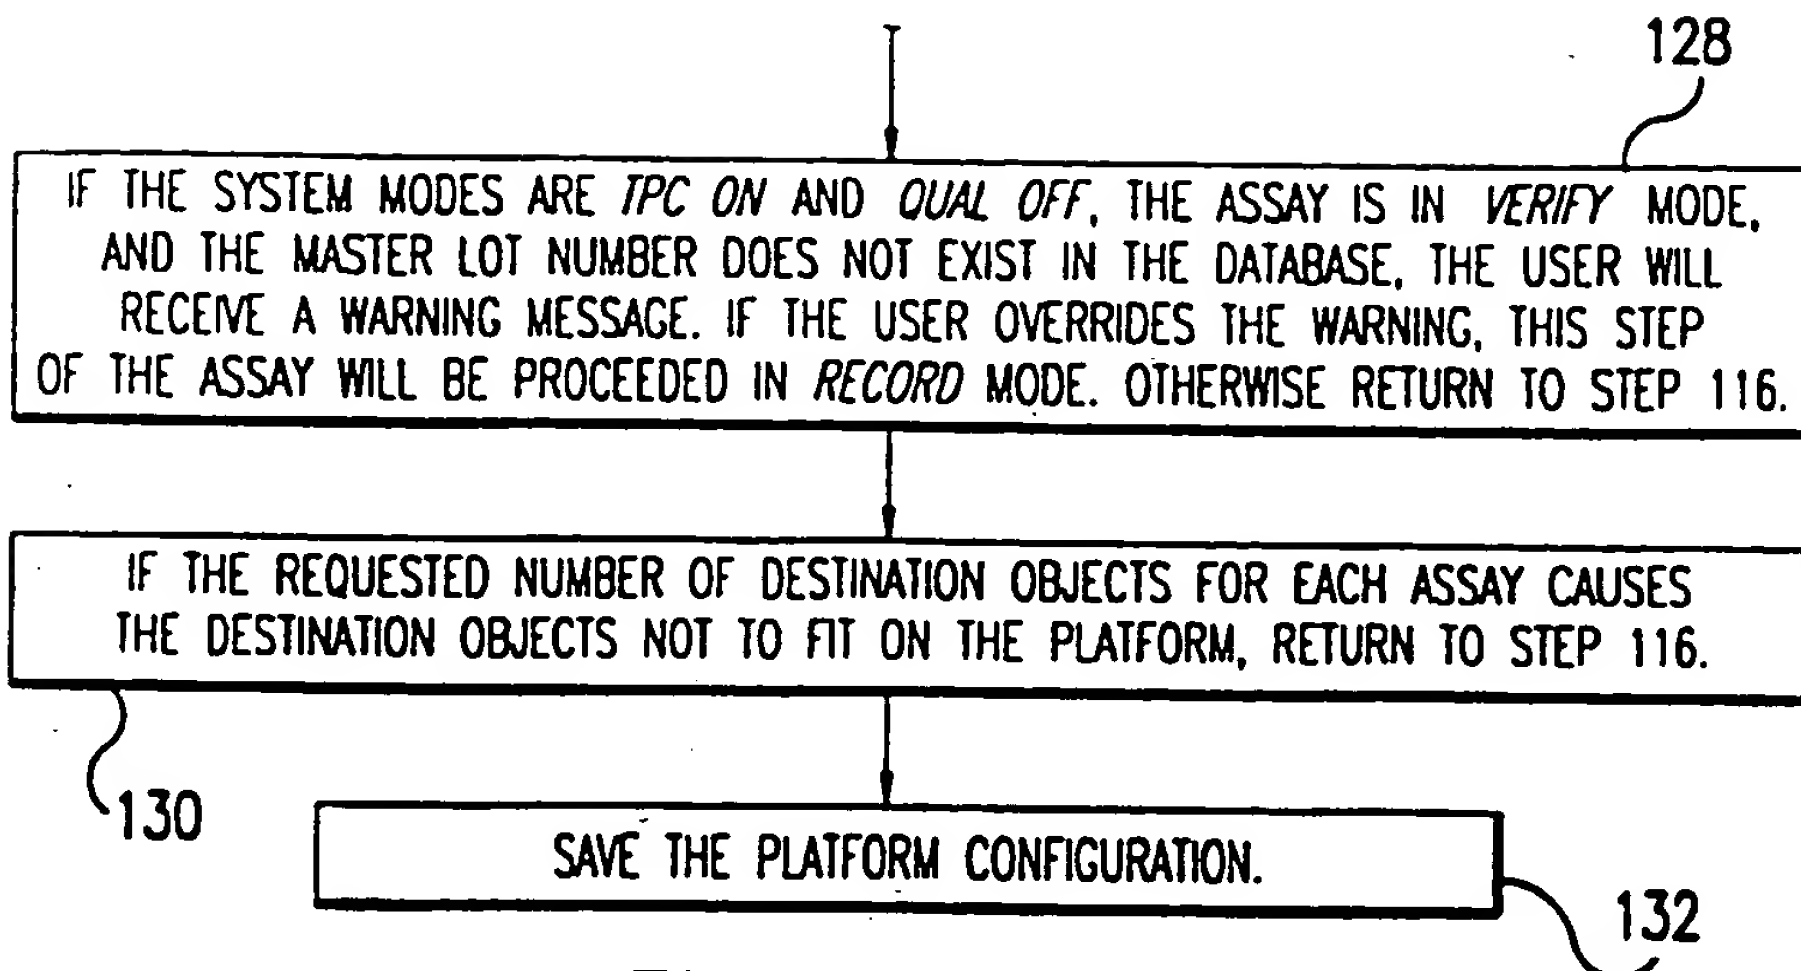 128
IF THE SYSTEM MODES ARE TPC ON AND QUAL OFF, THE ASSAY IS IN VERIFY MODE,
AND THE MASTER LOT NUMBER DOES NOT EXIST IN THE DATABASE, THE USER WILL
RECEIVE A WARNING MESSAGE. IF THE USER OVERRIDES THE WARNING, THIS STEP
OF THE ASSAY WILL BE PROCEEDED IN RECORD MODE. OTHERWISE RETURN TO STEP 116.
IF THE REQUESTED NUMBER OF DESTINATION OBJECTS FOR EACH ASSAY CAUSES
THE DESTINATION OBJECTS NOT TO FIT ON THE PLATFORM, RETURN TO STEP 116.
130
SAVE THE PLATFORM CONFIGURATION.
132